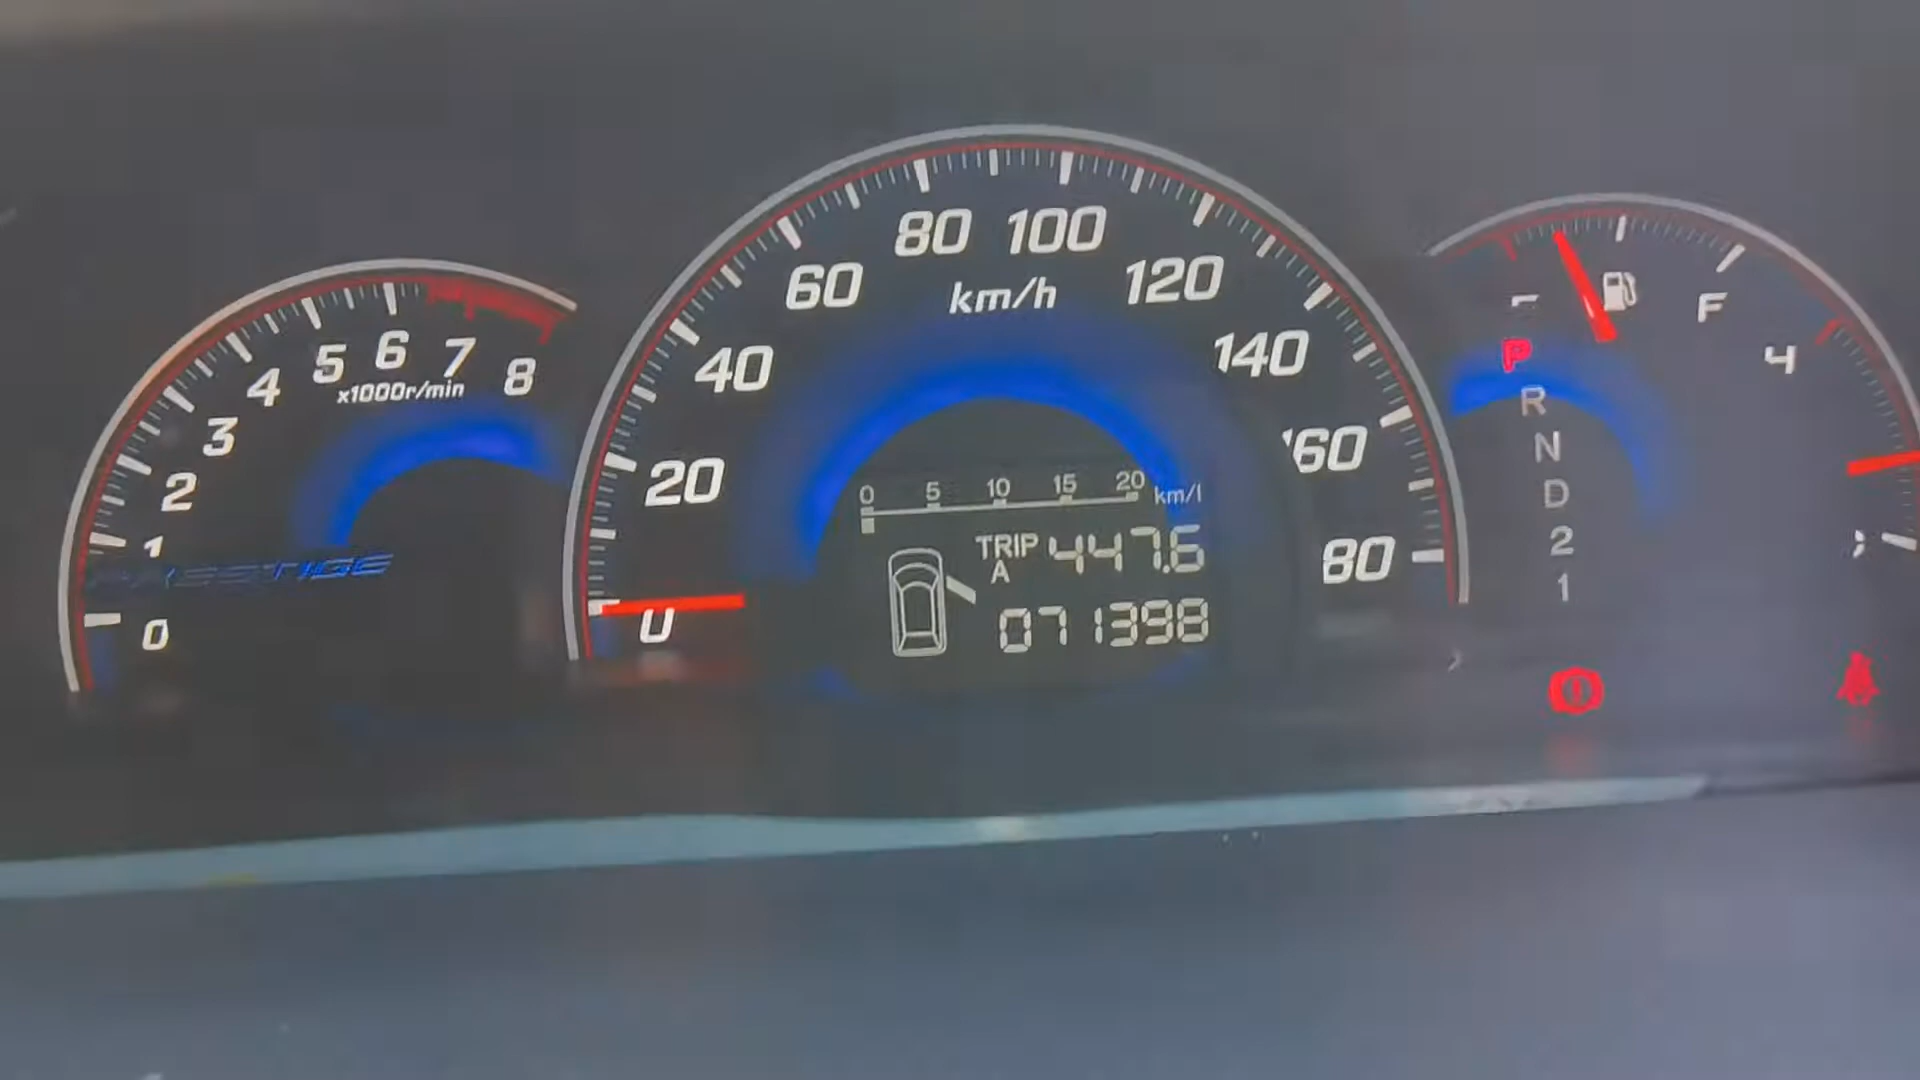 80 100
60 km/h 120
40 140
20 60
0 80
5 6 7
4 x1000r/min 8
3
2
1
PRESTIGE
0
0 5 10 15 20 km/l
TRIP A 447.6
071398
F
4
P
R
N
D
2
1